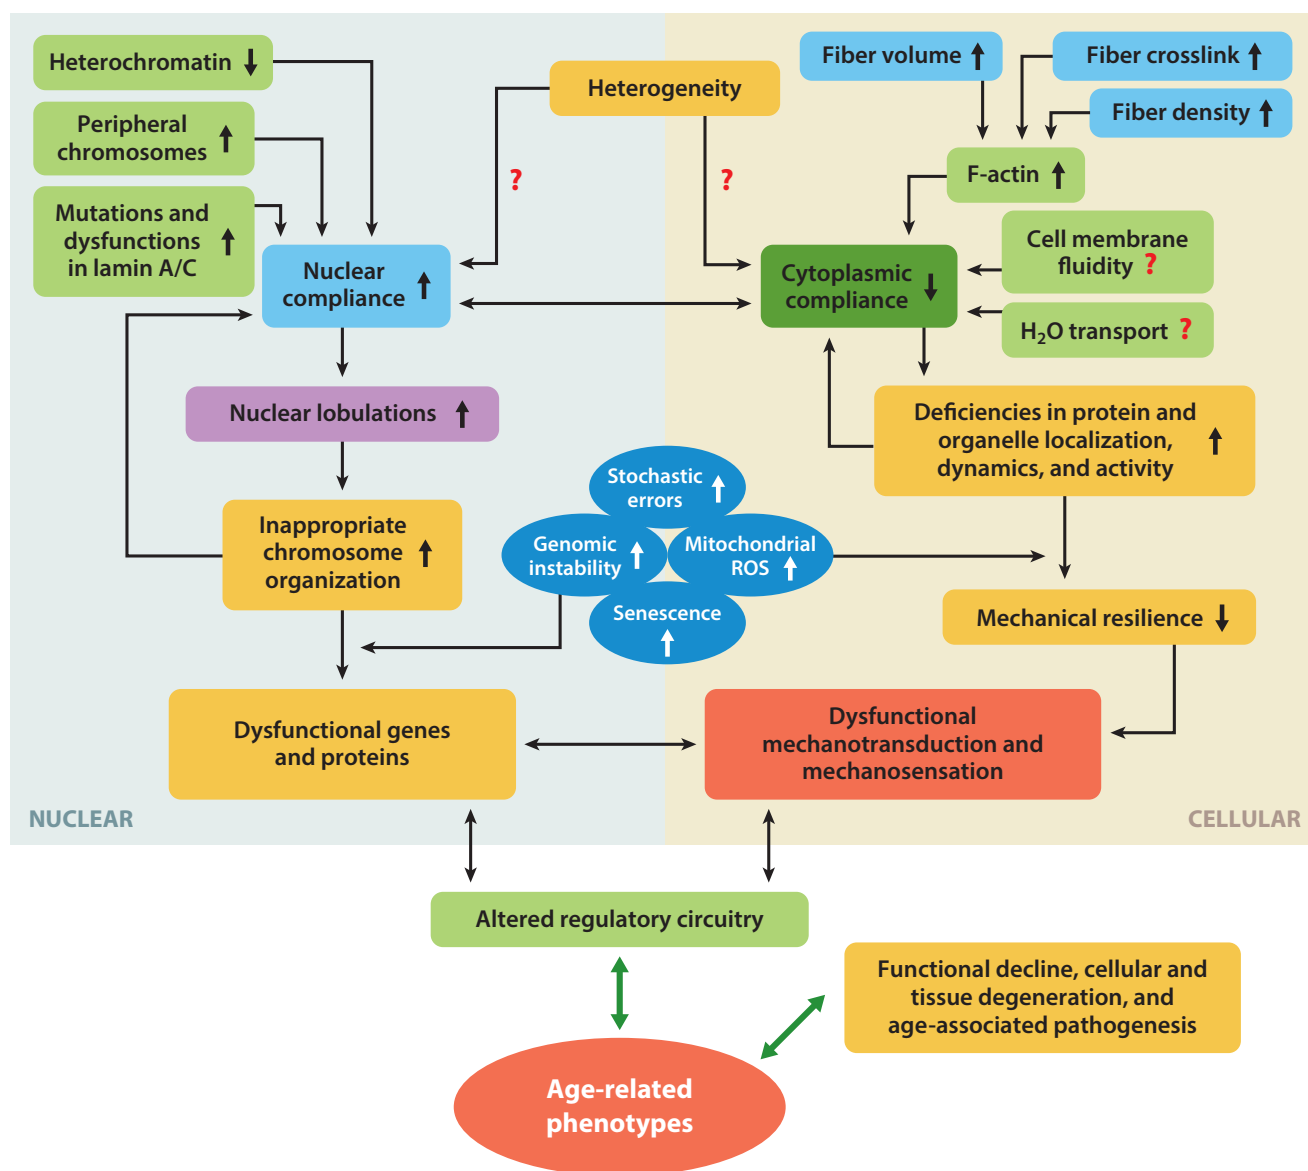 Heterochromatin
Peripheral
chromosomes
Mutations and
dysfunctions
in lamin A/C
Heterogeneity
?
?
Fiber volume
Fiber crosslink
Fiber density
F-actin
Cell membrane
fluidity ?
H₂O transport ?
Nuclear
compliance
Cytoplasmic
compliance
Nuclear lobulations
Deficiencies in protein and
organelle localization,
dynamics, and activity
Stochastic
errors
Genomic
instability
Mitochondrial
ROS
Senescence
Inappropriate
chromosome
organization
Mechanical resilience
Dysfunctional genes
and proteins
Dysfunctional
mechanotransduction and
mechanosensation
NUCLEAR
CELLULAR
Altered regulatory circuitry
Functional decline, cellular and
tissue degeneration, and
age-associated pathogenesis
Age-related
phenotypes